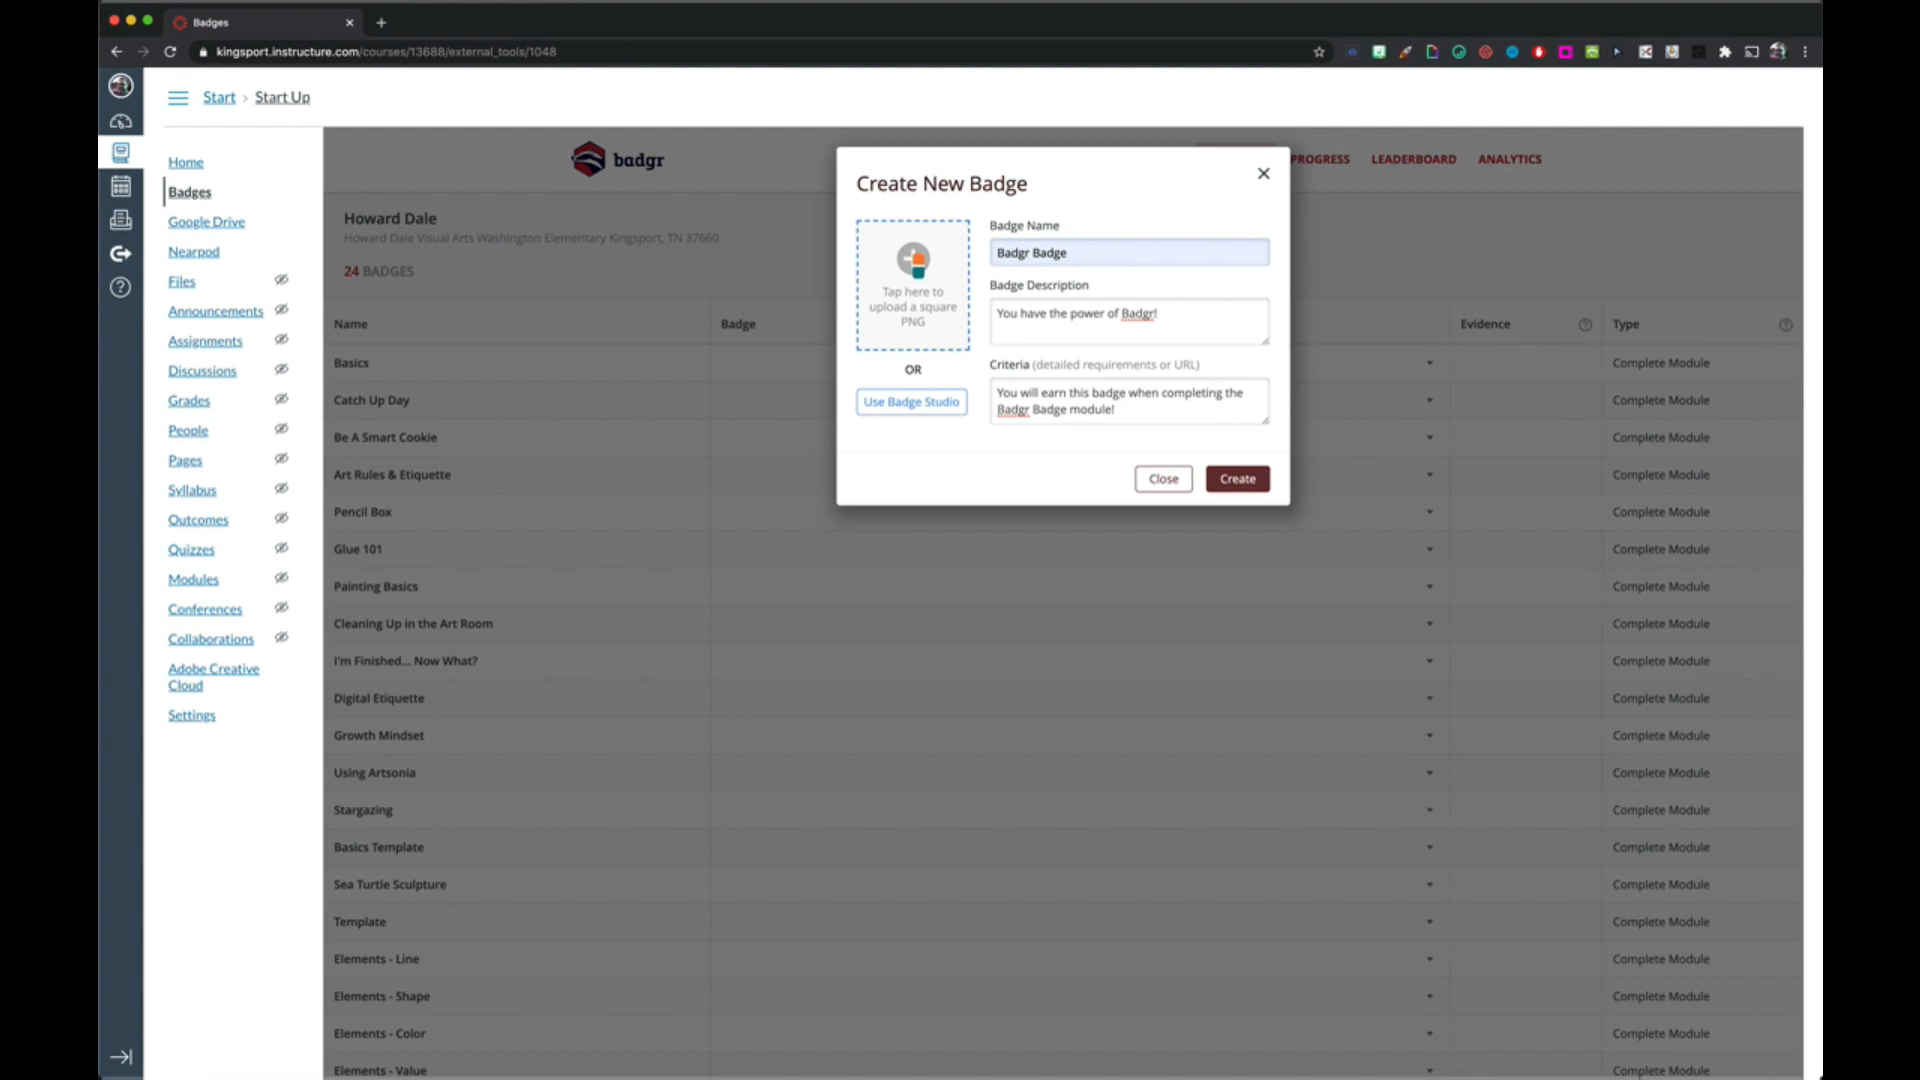 Badges
kingsport.instructure.com/courses/13688/external_tools/1048
Start > Start Up
Home
Badges
Google Drive
Nearpod
Files
Announcements
Assignments
Discussions
Grades
People
Pages
Syllabus
Outcomes
Quizzes
Modules
Conferences
Collaborations
Adobe Creative
Cloud
Settings
badgr
PROGRESS LEADERBOARD ANALYTICS
Howard Dale
Howard Dale Visual Arts Washington Elementary Kingsport, TN 37660
24 BADGES
Name Badge Evidence Type
Basics Complete Module
Catch Up Day Complete Module
Be A Smart Cookie Complete Module
Art Rules & Etiquette Complete Module
Pencil Box Complete Module
Glue 101 Complete Module
Painting Basics Complete Module
Cleaning Up in the Art Room Complete Module
I'm Finished... Now What? Complete Module
Digital Etiquette Complete Module
Growth Mindset Complete Module
Using Artsonia Complete Module
Stargazing Complete Module
Basics Template Complete Module
Sea Turtle Sculpture Complete Module
Template Complete Module
Elements - Line Complete Module
Elements - Shape Complete Module
Elements - Color Complete Module
Elements - Value Complete Module
Create New Badge
Tap here to
upload a square
PNG
OR
Use Badge Studio
Badge Name
Badgr Badge
Badge Description
You have the power of Badgr!
Criteria (detailed requirements or URL)
You will earn this badge when completing the
Badgr Badge module!
Close Create